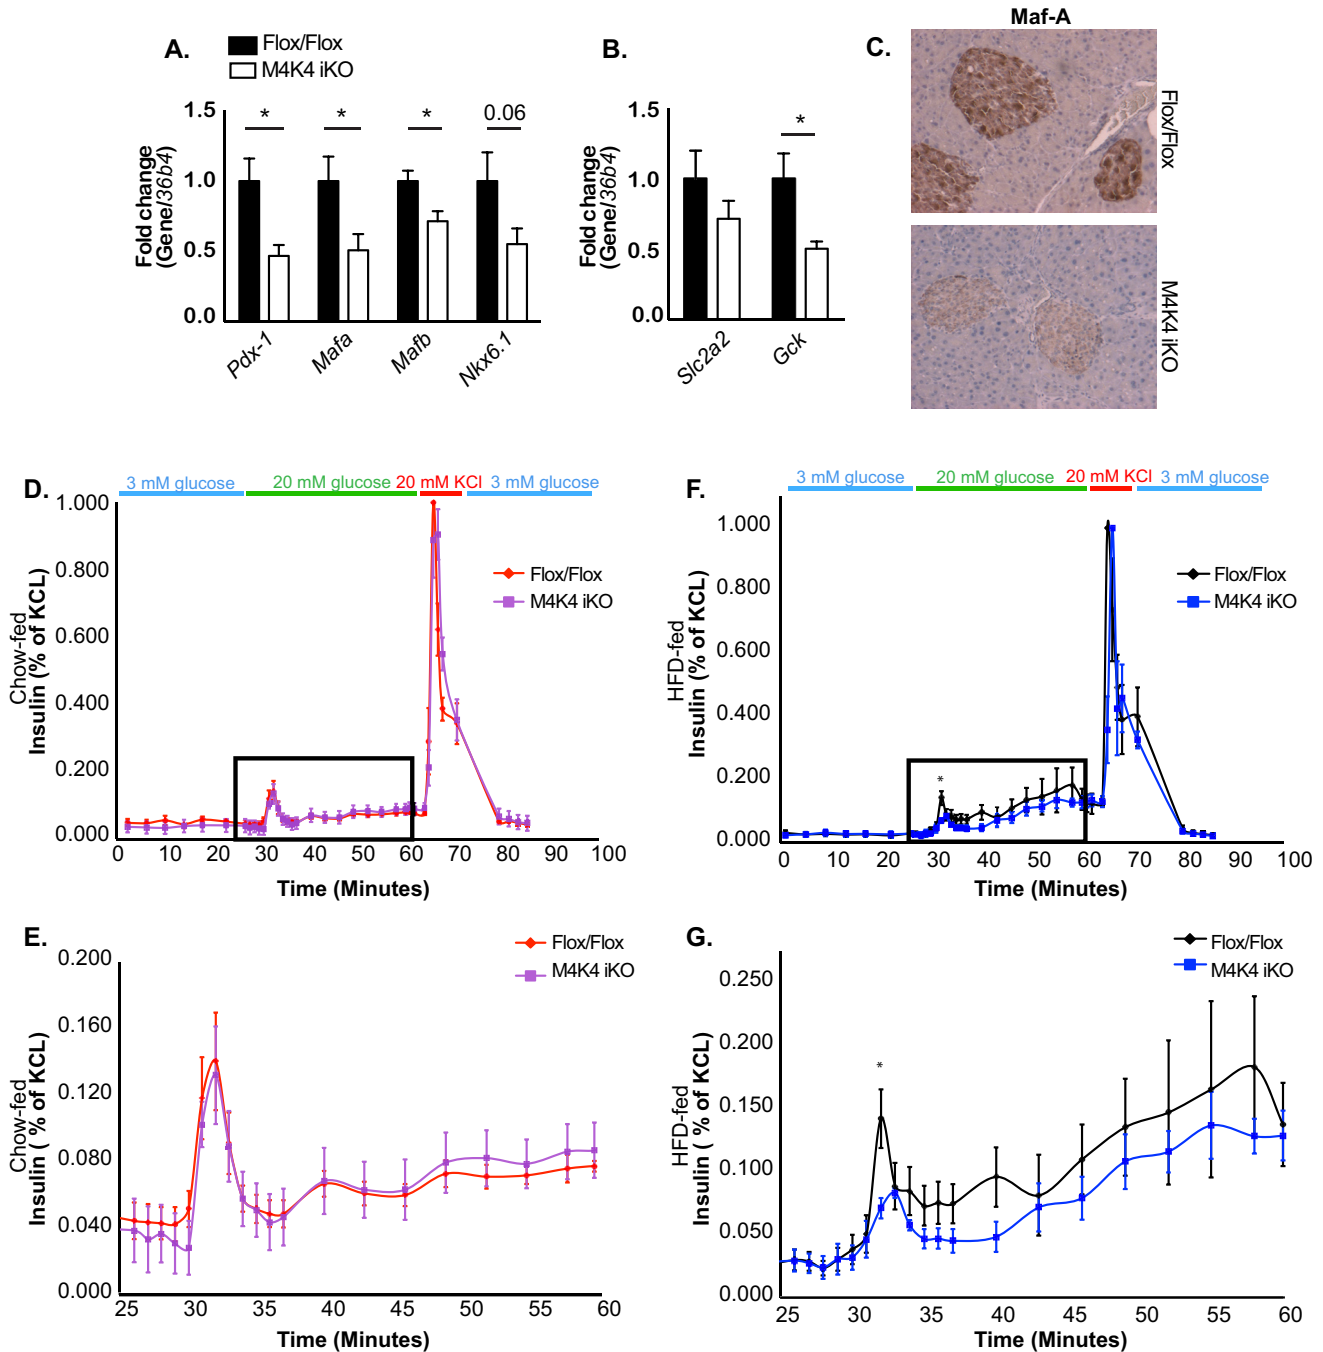 A.
Flox/Flox
M4K4 iKO
Fold change
(Gene/36b4)
1.5
1.0
0.5
0.0
*
*
*
0.06
Pdx-1
Mafa
Mafb
Nkx6.1
B.
Fold change
(Gene/36b4)
1.5
1.0
0.5
0.0
*
Slc2a2
Gck
C.
Maf-A
Flox/Flox
M4K4 iKO
D.
3 mM glucose
20 mM glucose
20 mM KCl
3 mM glucose
Chow-fed
Insulin (% of KCL)
1.000
0.800
0.600
0.400
0.200
0.000
Flox/Flox
M4K4 iKO
0 10 20 30 40 50 60 70 80 90 100
Time (Minutes)
F.
3 mM glucose
20 mM glucose
20 mM KCl
3 mM glucose
HFD-fed
Insulin (% of KCL)
1.000
0.800
0.600
0.400
0.200
0.000
*
Flox/Flox
M4K4 iKO
0 10 20 30 40 50 60 70 80 90 100
Time (Minutes)
E.
Chow-fed
Insulin ( % of KCL)
0.200
0.160
0.120
0.080
0.040
0.000
Flox/Flox
M4K4 iKO
25 30 35 40 45 50 55 60
Time (Minutes)
G.
HFD-fed
Insulin ( % of KCL)
0.250
0.200
0.150
0.100
0.050
0.000
*
Flox/Flox
M4K4 iKO
25 30 35 40 45 50 55 60
Time (Minutes)